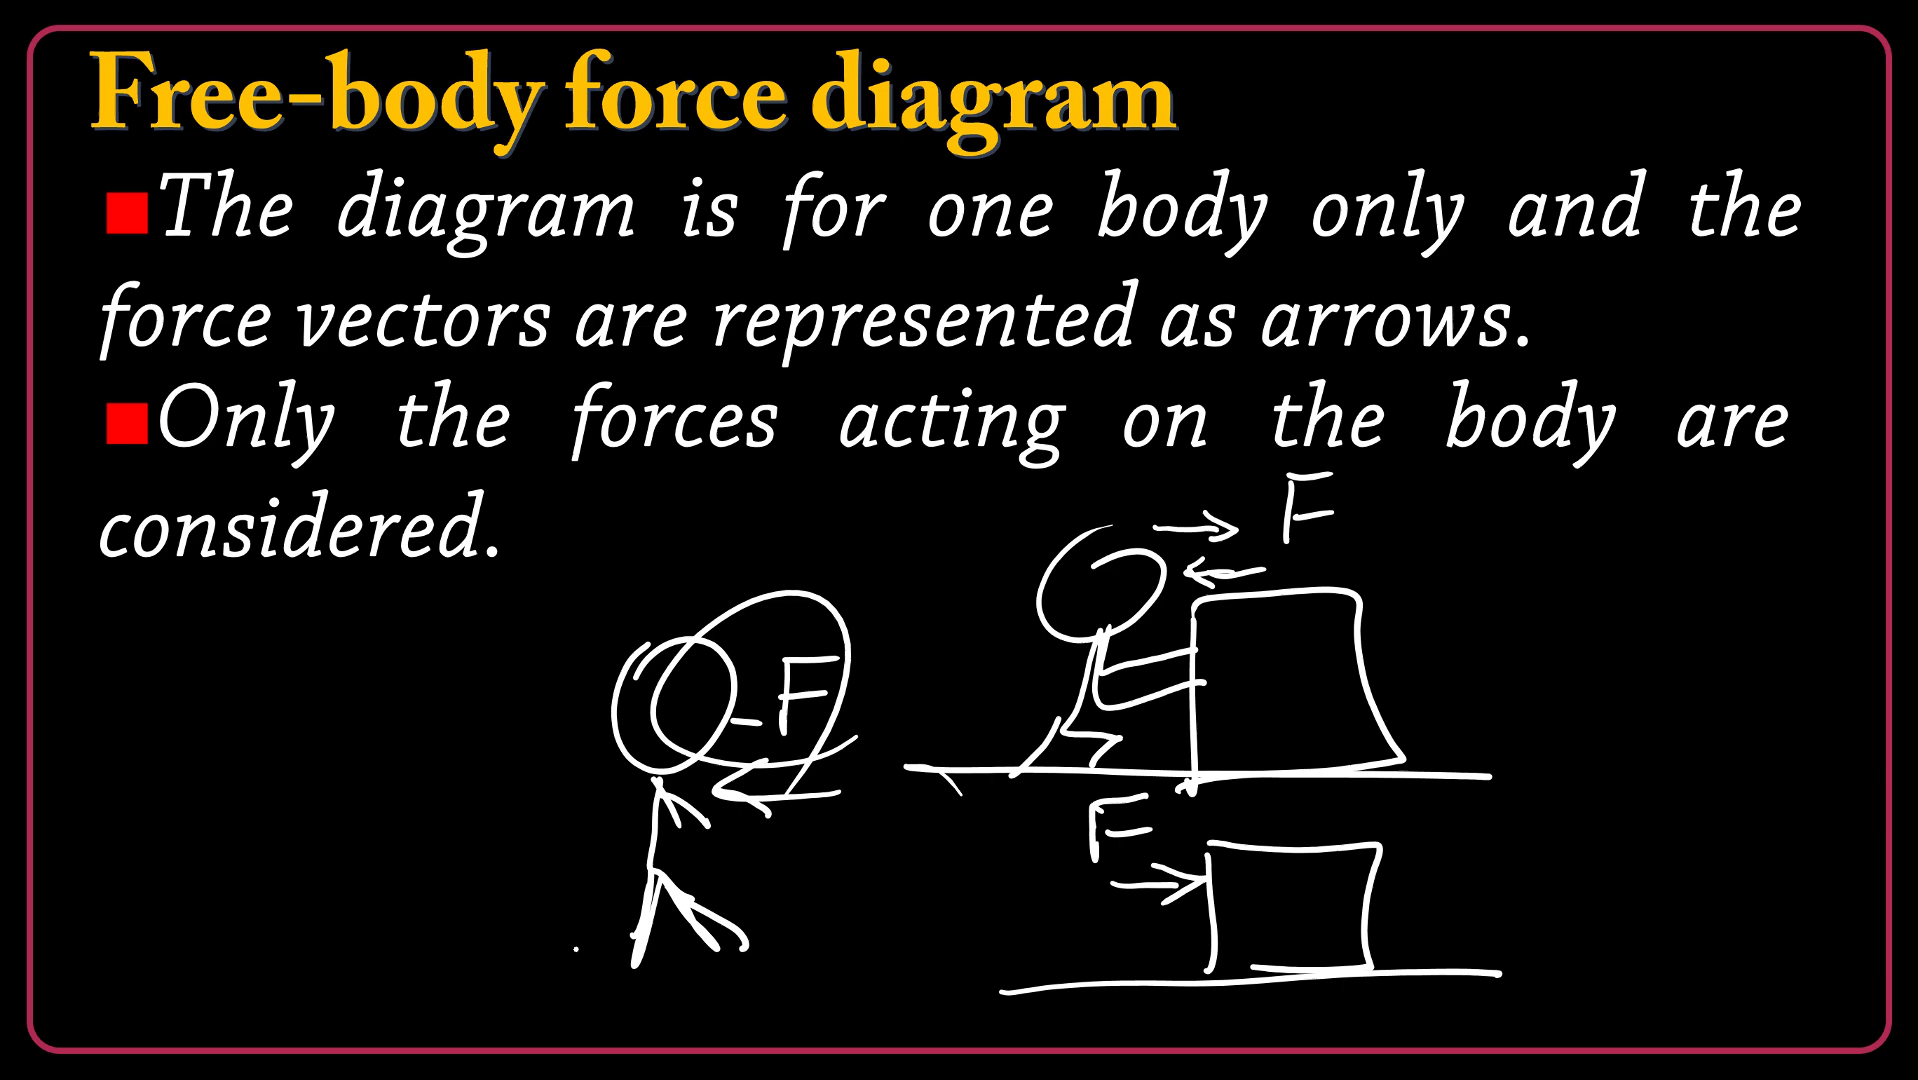 Free-body force diagram
The diagram is for one body only and the
force vectors are represented as arrows.
Only the forces acting on the body are
considered.
F
-F
F